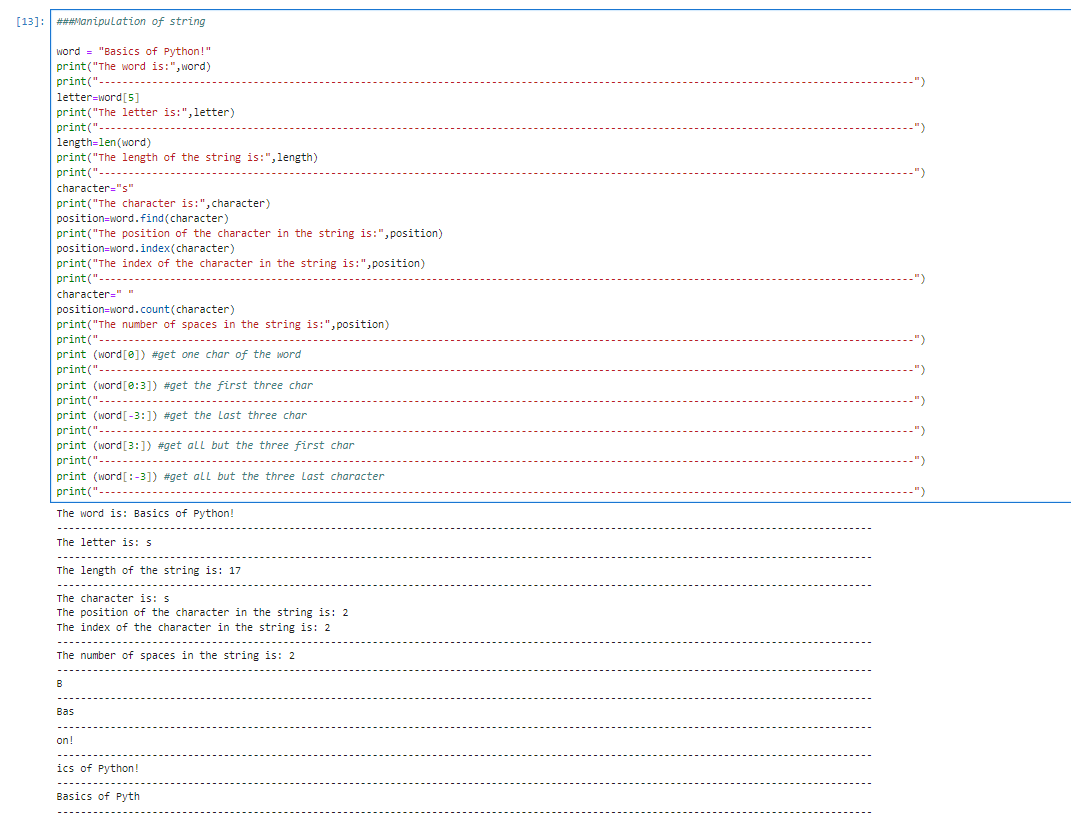 [13]: ###Manipulation of string
word = "Basics of Python!"
print("The word is:",word)
print("-----------------------------------------------------------------------------------------------------------------------------------------")
letter=word[5]
print("The letter is:",letter)
print("-----------------------------------------------------------------------------------------------------------------------------------------")
length=len(word)
print("The length of the string is:",length)
print("-----------------------------------------------------------------------------------------------------------------------------------------")
character="s"
print("The character is:",character)
position=word.find(character)
print("The position of the character in the string is:",position)
position=word.index(character)
print("The index of the character in the string is:",position)
print("-----------------------------------------------------------------------------------------------------------------------------------------")
character=" "
position=word.count(character)
print("The number of spaces in the string is:",position)
print("-----------------------------------------------------------------------------------------------------------------------------------------")
print (word[0]) #get one char of the word
print("-----------------------------------------------------------------------------------------------------------------------------------------")
print (word[0:3]) #get the first three char
print("-----------------------------------------------------------------------------------------------------------------------------------------")
print (word[-3:]) #get the last three char
print("-----------------------------------------------------------------------------------------------------------------------------------------")
print (word[3:]) #get all but the three first char
print("-----------------------------------------------------------------------------------------------------------------------------------------")
print (word[:-3]) #get all but the three last character
print("-----------------------------------------------------------------------------------------------------------------------------------------")
The word is: Basics of Python!
-----------------------------------------------------------------------------------------------------------------------------------------
The letter is: s
-----------------------------------------------------------------------------------------------------------------------------------------
The length of the string is: 17
-----------------------------------------------------------------------------------------------------------------------------------------
The character is: s
The position of the character in the string is: 2
The index of the character in the string is: 2
-----------------------------------------------------------------------------------------------------------------------------------------
The number of spaces in the string is: 2
-----------------------------------------------------------------------------------------------------------------------------------------
B
-----------------------------------------------------------------------------------------------------------------------------------------
Bas
-----------------------------------------------------------------------------------------------------------------------------------------
on!
-----------------------------------------------------------------------------------------------------------------------------------------
ics of Python!
-----------------------------------------------------------------------------------------------------------------------------------------
Basics of Pyth
-----------------------------------------------------------------------------------------------------------------------------------------